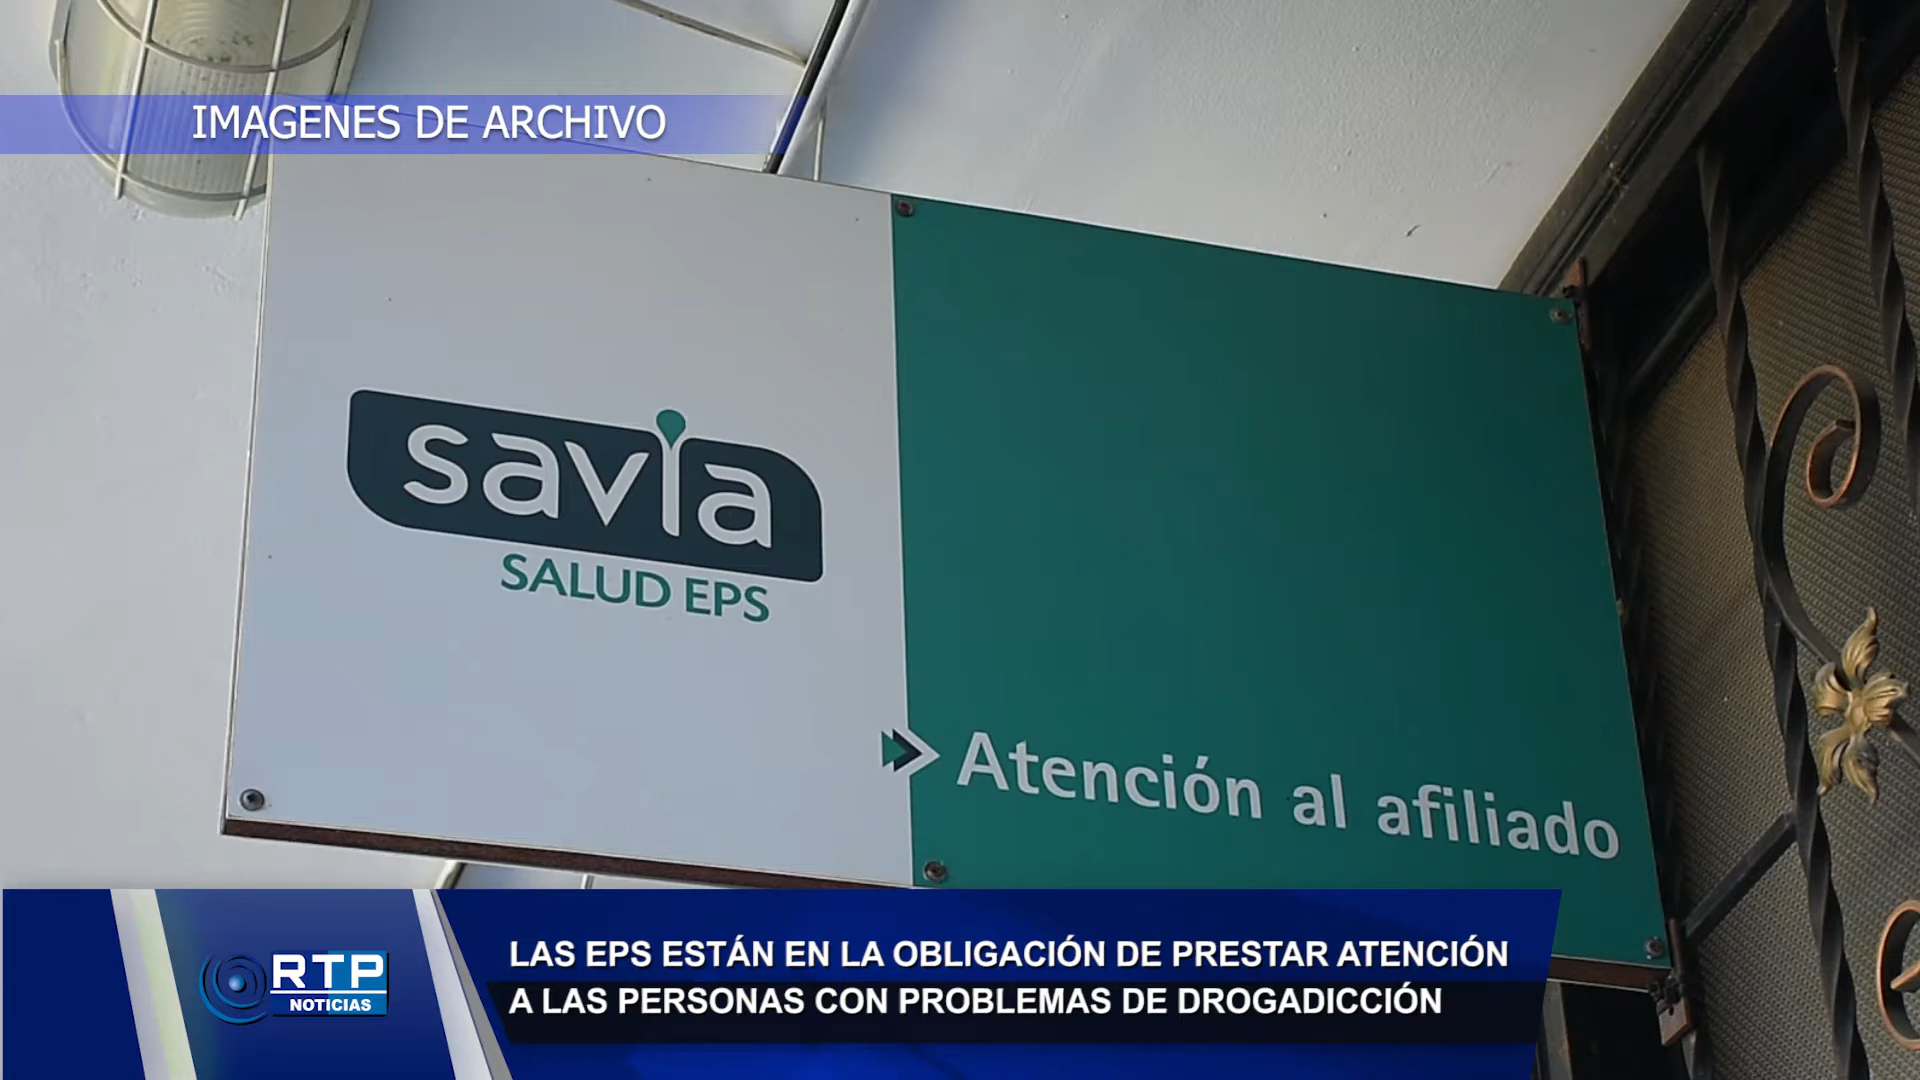 IMAGENES DE ARCHIVO
savia
SALUD EPS
Atención al afiliado
RTP
NOTICIAS
LAS EPS ESTÁN EN LA OBLIGACIÓN DE PRESTAR ATENCIÓN
A LAS PERSONAS CON PROBLEMAS DE DROGADICCIÓN